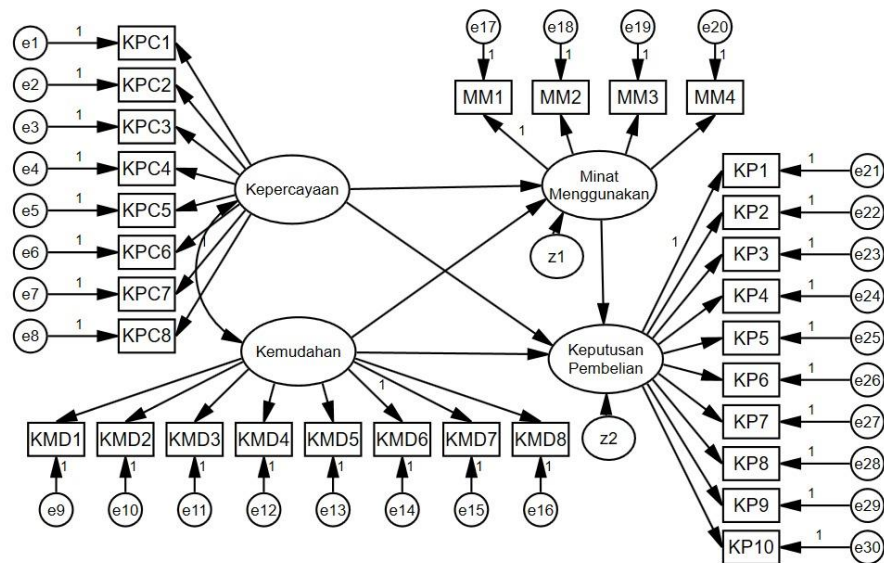 e1 1 KPC1
e2 1 KPC2
e3 1 KPC3
e4 1 KPC4
e5 1 KPC5
e6 1 KPC6
e7 1 KPC7
e8 1 KPC8
Kepercayaan
1
e17 e18 e19 e20
1 1 1 1
MM1 MM2 MM3 MM4
1
Minat
Menggunakan
z1
Kemudahan
1
KMD1 KMD2 KMD3 KMD4 KMD5 KMD6 KMD7 KMD8
1 1 1 1 1 1 1 1
e9 e10 e11 e12 e13 e14 e15 e16
Keputusan
Pembelian
z2
1
KP1 1 e21
KP2 1 e22
KP3 1 e23
KP4 1 e24
KP5 1 e25
KP6 1 e26
KP7 1 e27
KP8 1 e28
KP9 1 e29
KP10 1 e30